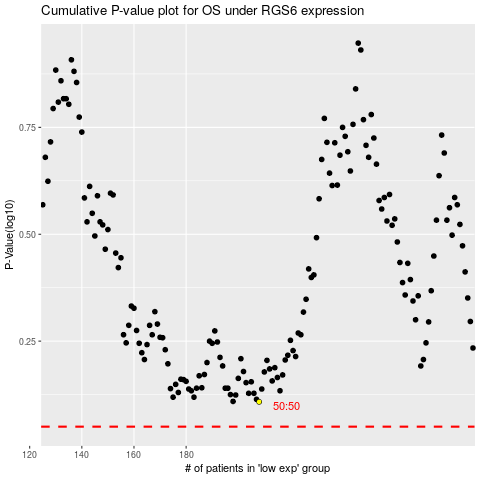 Cumulative P-value plot for OS under RGS6 expression
P-Value(log10)
0.75
0.50
0.25
50:50
120 140 160 180
# of patients in 'low exp' group